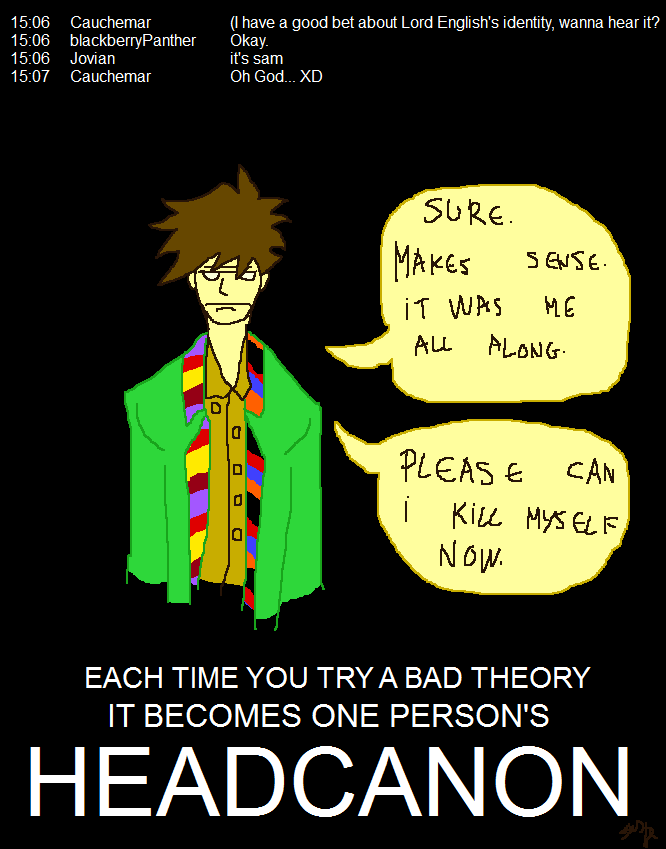 15:06 Cauchemar (I have a good bet about Lord English's identity, wanna hear it?
15:06 blackberryPanther Okay.
15:06 Jovian it's sam
15:07 Cauchemar Oh God... XD
SURE.
MAKES SENSE.
iT WAS ME
ALL ALONG.
PLEASE CAN
i KiLL MYSELF
NOW.
EACH TIME YOU TRY A BAD THEORY
IT BECOMES ONE PERSON'S
HEADCANON